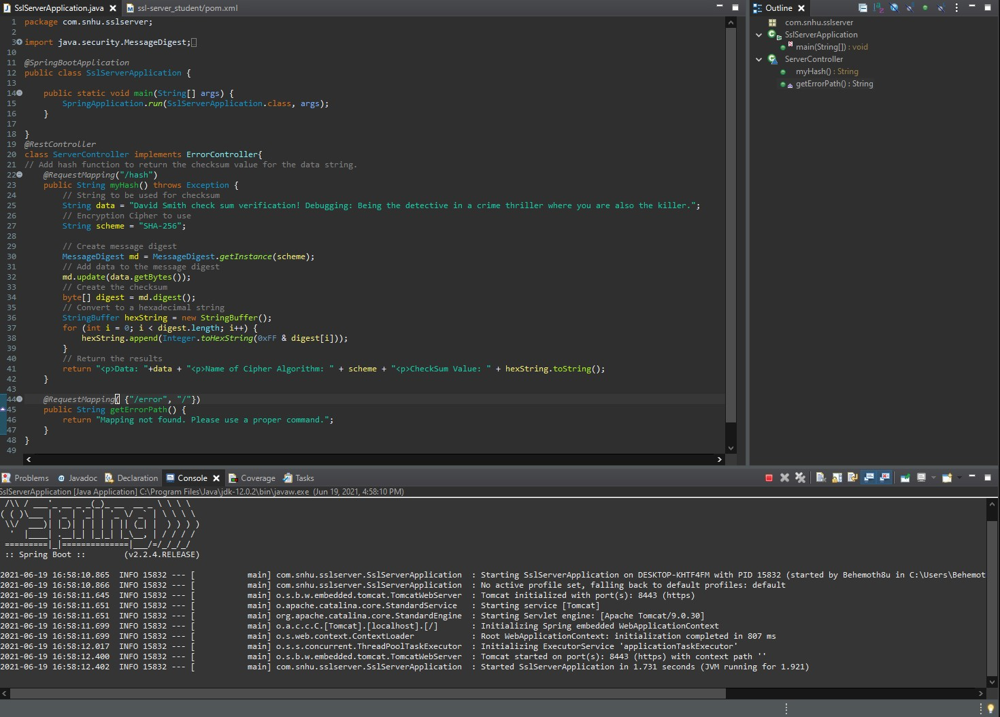 SslServerApplication.java ssl-server_student/pom.xml
1 package com.snhu.sslserver;
2
3 import java.security.MessageDigest;
10
11 @SpringBootApplication
12 public class SslServerApplication {
13
14 public static void main(String[] args) {
15 SpringApplication.run(SslServerApplication.class, args);
16 }
17
18 }
19 @RestController
20 class ServerController implements ErrorController{
21 // Add hash function to return the checksum value for the data string.
22 @RequestMapping("/hash")
23 public String myHash() throws Exception {
24 // String to be used for checksum
25 String data = "David Smith check sum verification! Debugging: Being the detective in a crime thriller where you are also the killer.";
26 // Encryption Cipher to use
27 String scheme = "SHA-256";
28
29 // Create message digest
30 MessageDigest md = MessageDigest.getInstance(scheme);
31 // Add data to the message digest
32 md.update(data.getBytes());
33 // Create the checksum
34 byte[] digest = md.digest();
35 // Convert to a hexadecimal string
36 StringBuffer hexString = new StringBuffer();
37 for (int i = 0; i < digest.length; i++) {
38 hexString.append(Integer.toHexString(0xFF & digest[i]));
39 }
40 // Return the results
41 return "<p>Data: "+data + "<p>Name of Cipher Algorithm: " + scheme + "<p>CheckSum Value: " + hexString.toString();
42 }
43
44 @RequestMapping( {"/error", "/"})
45 public String getErrorPath() {
46 return "Mapping not found. Please use a proper command.";
47 }
48 }
49
Outline
com.snhu.sslserver
SslServerApplication
main(String[]) : void
ServerController
myHash() : String
getErrorPath() : String
Problems Javadoc Declaration Console Coverage Tasks
SslServerApplication [Java Application] C:\Program Files\Java\jdk-12.0.2\bin\javaw.exe (Jun 19, 2021, 4:58:10 PM)
 /\\ / ___'_ __ _ _(_)_ __  __ _ \ \ \ \
( ( )\___ | '_ | '_| | '_ \/ _` | \ \ \ \
 \\/  ___)| |_)| | | | | || (_| |  ) ) ) )
  '  |____| .__|_| |_|_| |_\__, | / / / /
 =========|_|==============|___/=/_/_/_/
:: Spring Boot :: (v2.2.4.RELEASE)
2021-06-19 16:58:10.865 INFO 15832 --- [ main] com.snhu.sslserver.SslServerApplication : Starting SslServerApplication on DESKTOP-KHTF4FM with PID 15832 (started by Behemoth8u in C:\Users\Behemot
2021-06-19 16:58:10.866 INFO 15832 --- [ main] com.snhu.sslserver.SslServerApplication : No active profile set, falling back to default profiles: default
2021-06-19 16:58:11.645 INFO 15832 --- [ main] o.s.b.w.embedded.tomcat.TomcatWebServer : Tomcat initialized with port(s): 8443 (https)
2021-06-19 16:58:11.651 INFO 15832 --- [ main] o.apache.catalina.core.StandardService : Starting service [Tomcat]
2021-06-19 16:58:11.651 INFO 15832 --- [ main] org.apache.catalina.core.StandardEngine : Starting Servlet engine: [Apache Tomcat/9.0.30]
2021-06-19 16:58:11.699 INFO 15832 --- [ main] o.a.c.c.C.[Tomcat].[localhost].[/] : Initializing Spring embedded WebApplicationContext
2021-06-19 16:58:11.699 INFO 15832 --- [ main] o.s.web.context.ContextLoader : Root WebApplicationContext: initialization completed in 807 ms
2021-06-19 16:58:12.017 INFO 15832 --- [ main] o.s.s.concurrent.ThreadPoolTaskExecutor : Initializing ExecutorService 'applicationTaskExecutor'
2021-06-19 16:58:12.400 INFO 15832 --- [ main] o.s.b.w.embedded.tomcat.TomcatWebServer : Tomcat started on port(s): 8443 (https) with context path ''
2021-06-19 16:58:12.402 INFO 15832 --- [ main] com.snhu.sslserver.SslServerApplication : Started SslServerApplication in 1.731 seconds (JVM running for 1.921)